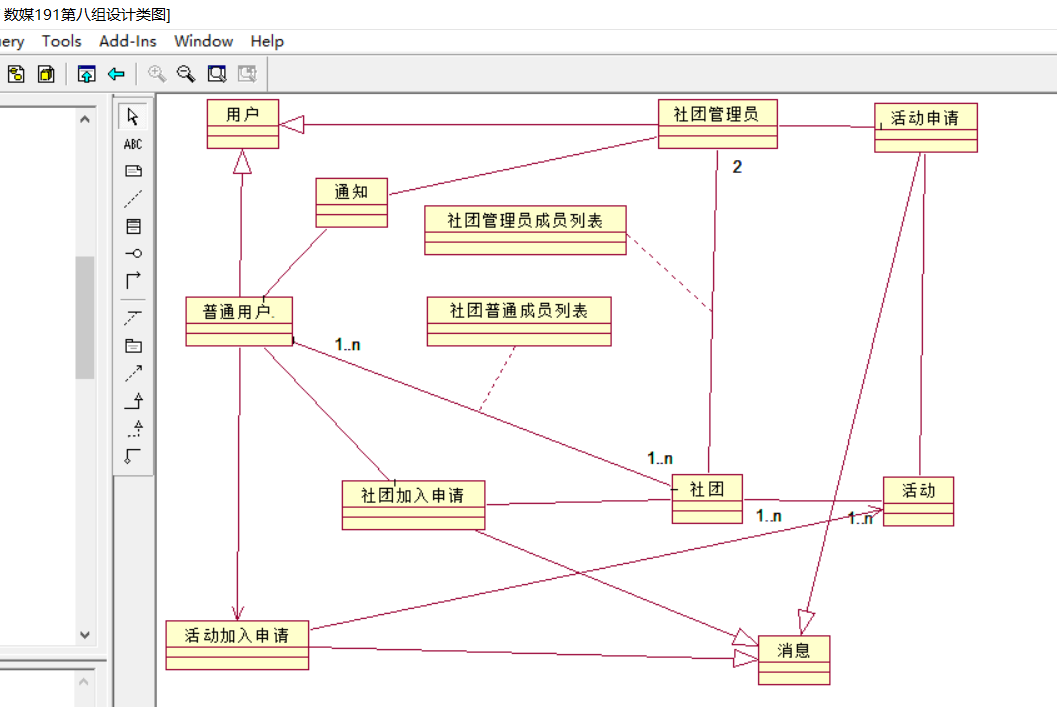 数媒191第八组设计类图]
ery Tools Add-Ins Window Help
ABC
用户
社团管理员
活动申请
2
通知
社团管理员成员列表
普通用户.
社团普通成员列表
1..n
1..n
社团加入申请
社团
活动
1..n
1..n
活动加入申请
消息